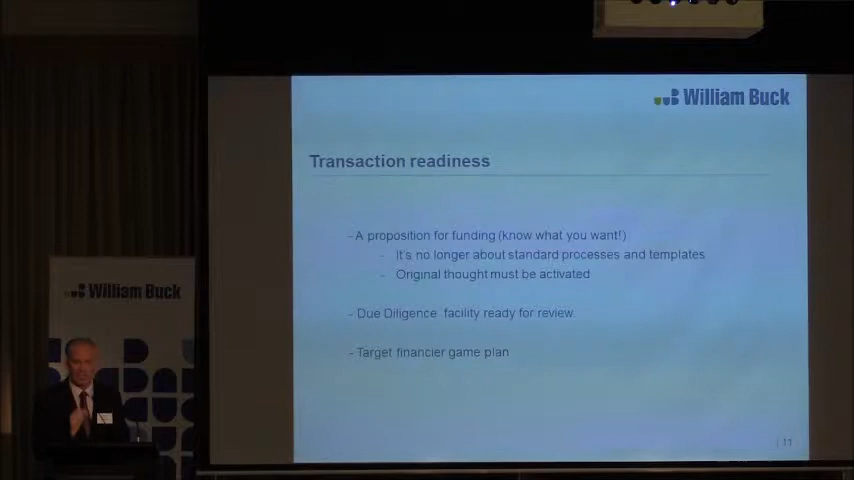 William Buck
Transaction readiness
- A proposition for funding (know what you want!)
- It's no longer about standard processes and templates
- Original thought must be activated
- Due Diligence facility ready for review.
- Target financier game plan
| 11
William Buck